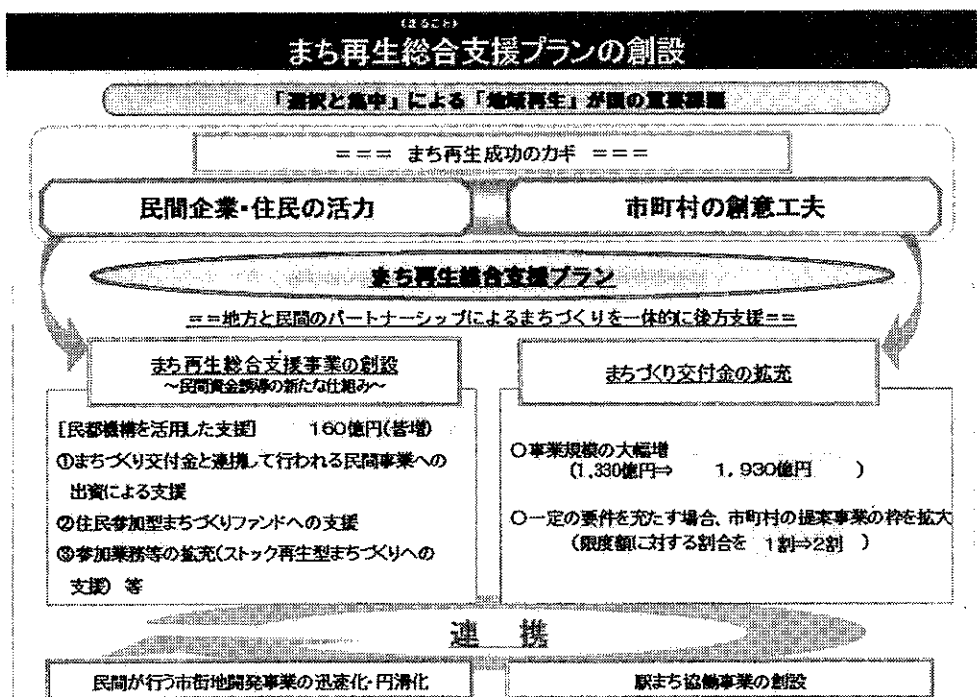 (まるごと)
まち再生総合支援プランの創設
「選択と集中」による「地域再生」が国の重要課題
=== まち再生成功のカギ ===
民間企業・住民の活力
市町村の創意工夫
まち再生総合支援プラン
==地方と民間のパートナーシップによるまちづくりを一体的に後方支援==
まち再生総合支援事業の創設
~民間資金誘導の新たな仕組み~
[民都機構を活用した支援] 160億円(皆増)
①まちづくり交付金と連携して行われる民間事業への
出資による支援
②住民参加型まちづくりファンドへの支援
③参加業務等の拡充(ストック再生型まちづくりへの
支援) 等
まちづくり交付金の拡充
○事業規模の大幅増
(1,330億円⇒ 1,930億円 )
○一定の要件を充たす場合、市町村の提案事業の枠を拡大
(限度額に対する割合を 1割⇒2割 )
連 携
民間が行う市街地開発事業の迅速化・円滑化
駅まち協働事業の創設